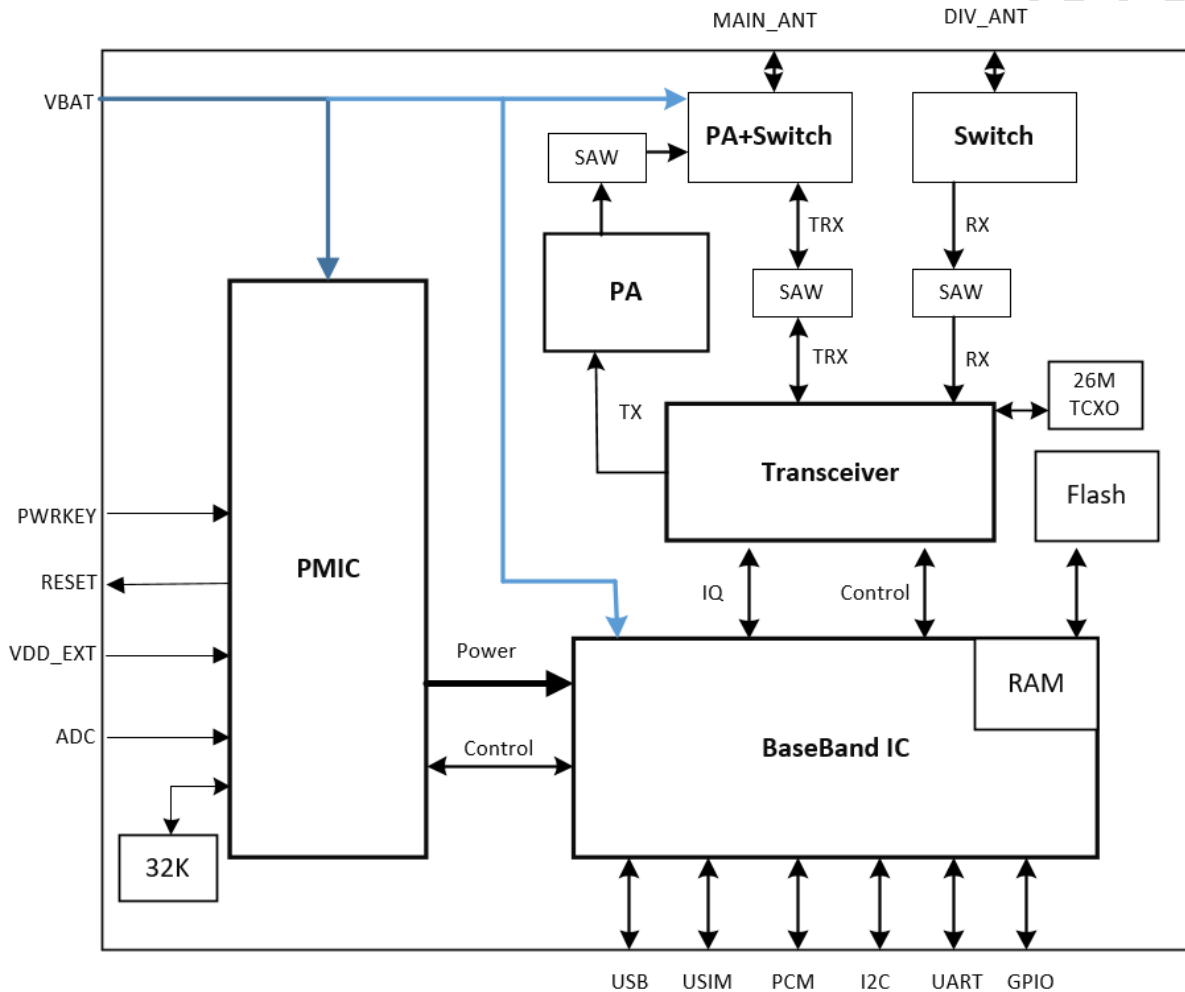 MAIN_ANT
DIV_ANT
VBAT
PA+Switch
Switch
SAW
TRX
RX
PA
SAW
SAW
TRX
RX
26M
TCXO
TX
Transceiver
Flash
PWRKEY
PMIC
RESET
IQ
Control
VDD_EXT
Power
RAM
ADC
Control
BaseBand IC
32K
USB
USIM
PCM
I2C
UART
GPIO